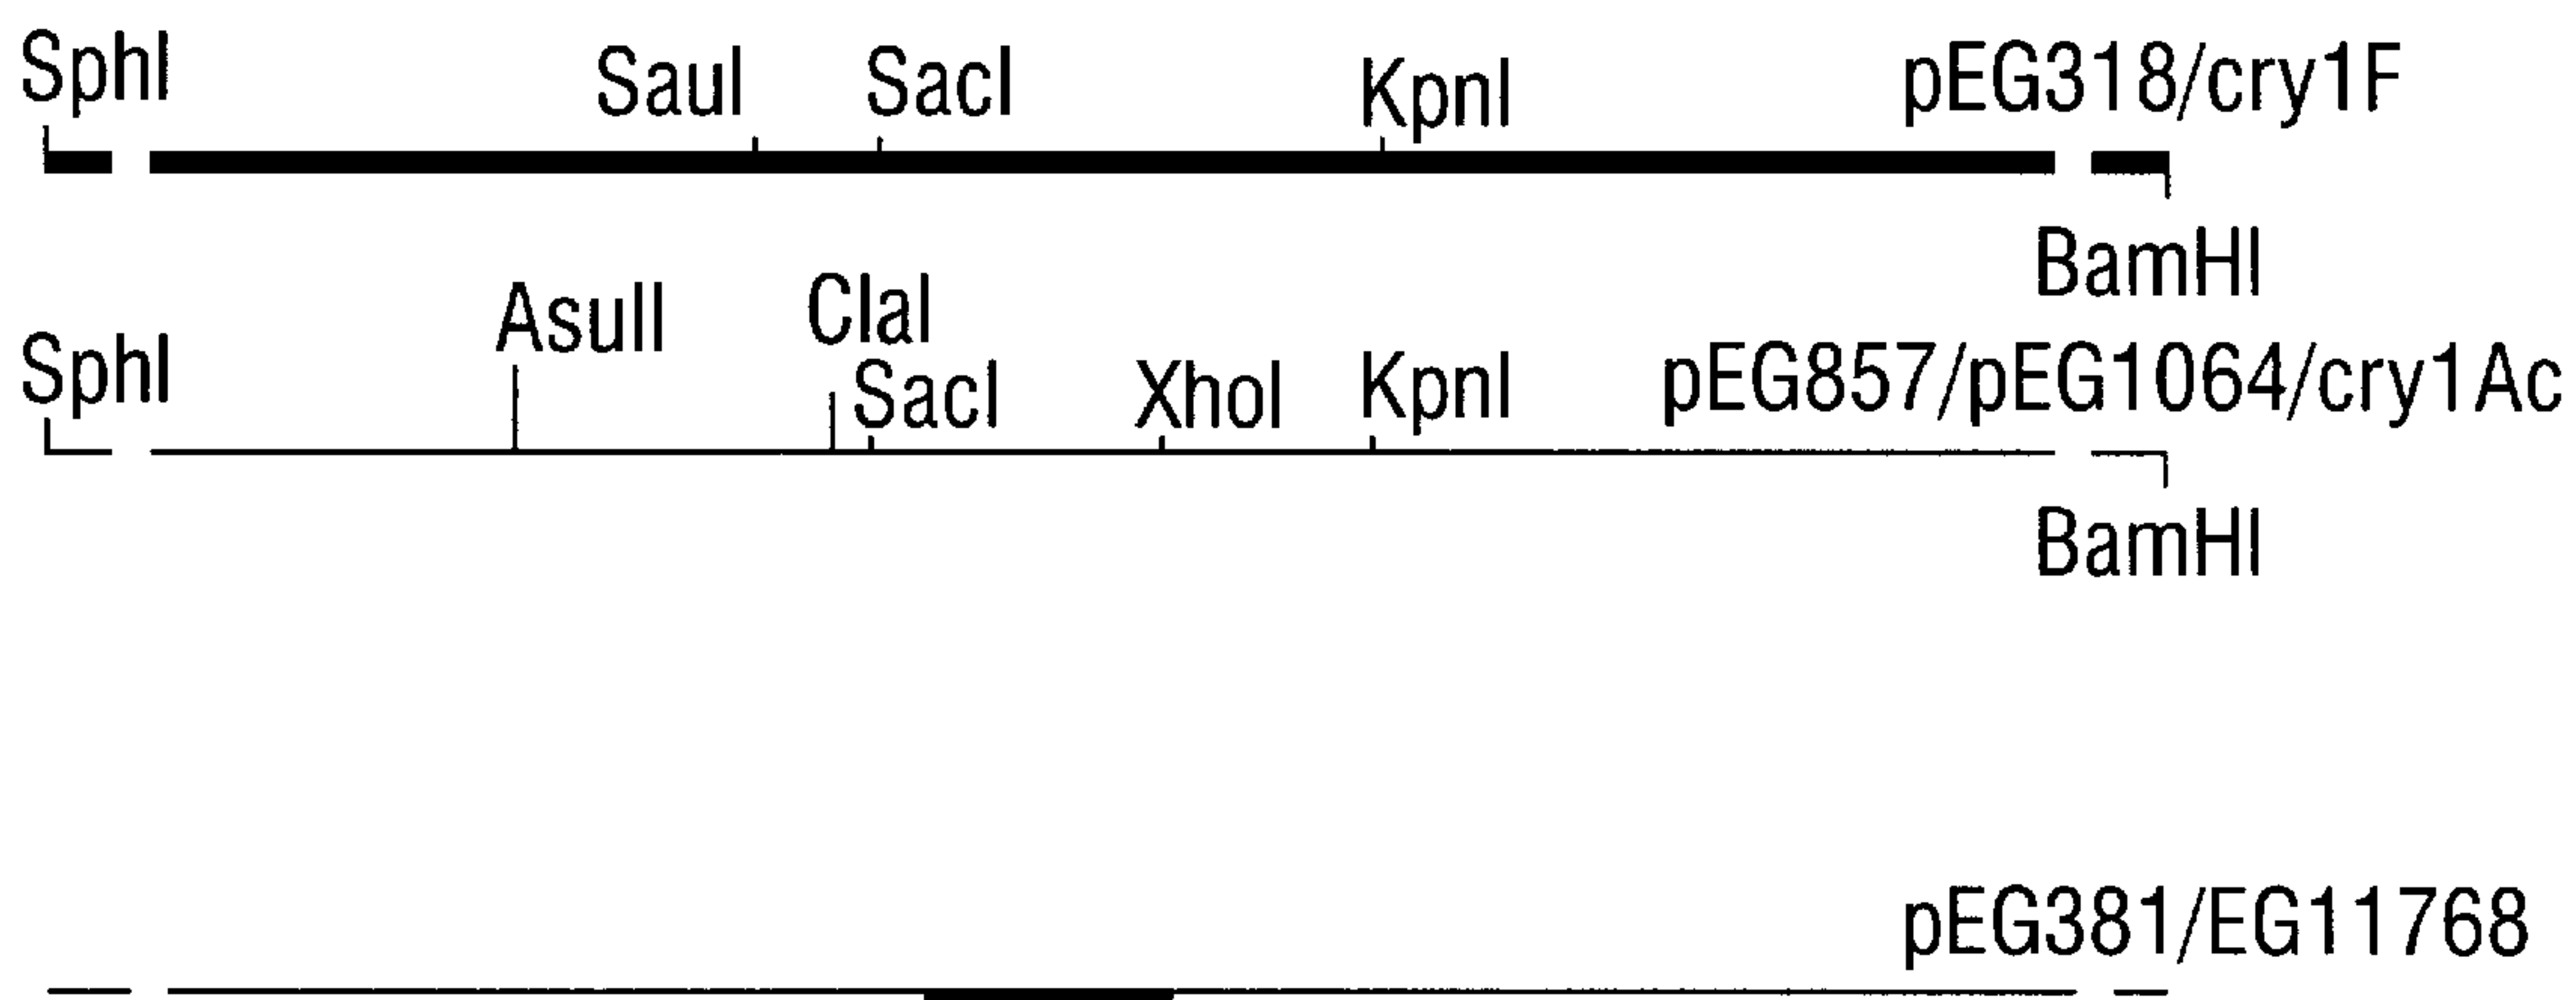 SphI SauI SacI KpnI pEG318/cry1F
BamHI
SphI AsuII ClaI SacI XhoI KpnI pEG857/pEG1064/cry1Ac
BamHI
pEG381/EG11768